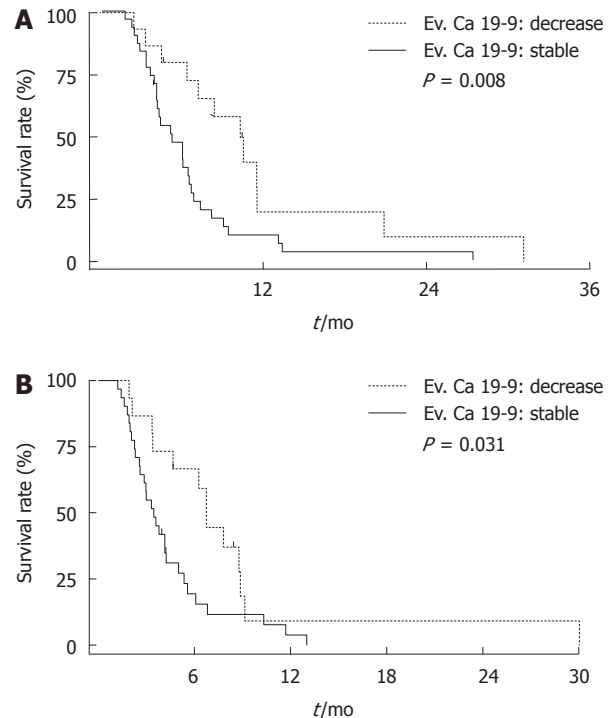 A
100
75
50
25
0
Survival rate (%)
Ev. Ca 19-9: decrease
Ev. Ca 19-9: stable
P = 0.008
12 24 36
t/mo
B
100
75
50
25
0
Survival rate (%)
Ev. Ca 19-9: decrease
Ev. Ca 19-9: stable
P = 0.031
6 12 18 24 30
t/mo